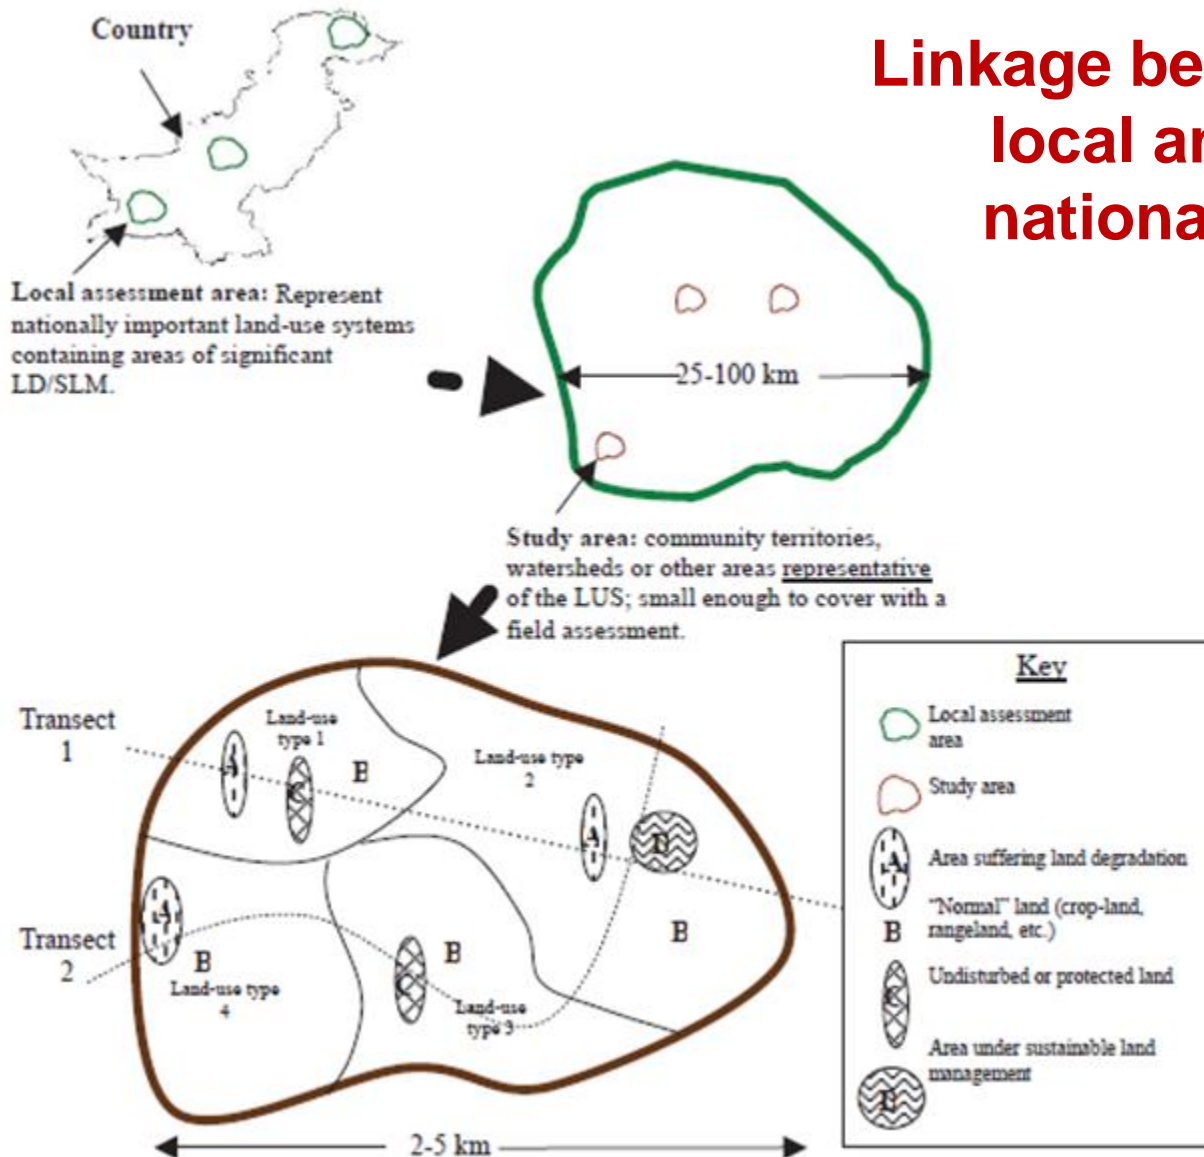 Country
Linkage be
local ar
nationa
Local assessment area: Represent
nationally important land-use systems
containing areas of significant
LD/SLM.
25-100 km
Study area: community territories,
watersheds or other areas representative
of the LUS; small enough to cover with a
field assessment.
Transect
1
Land-use
type 1
A
C
B
Land-use type
2
A
E
B
Transect
2
A
B
Land-use type
4
C
B
Land-use
type 3
2-5 km
Key
Local assessment
area
Study area
A
Area suffering land degradation
B
"Normal" land (crop-land,
rangeland, etc.)
C
Undisturbed or protected land
E
Area under sustainable land
management